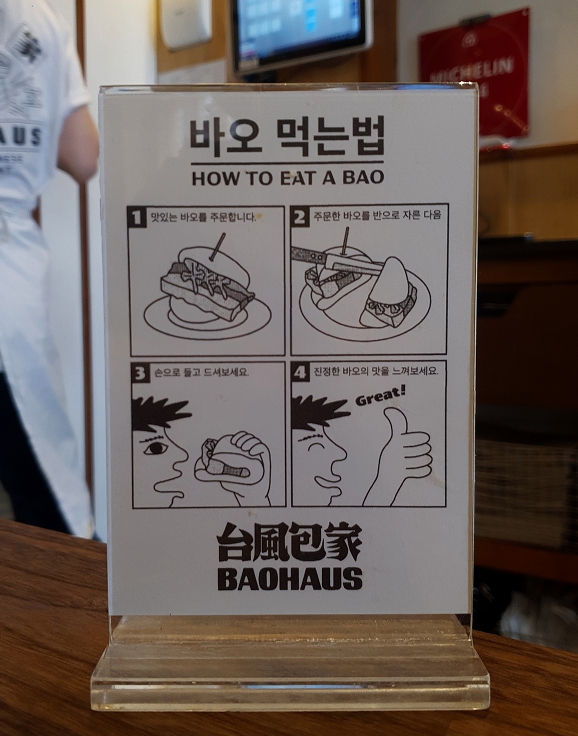 MICHELIN
AUS
바오 먹는법
HOW TO EAT A BAO
1 맛있는 바오를 주문합니다.
2 주문한 바오를 반으로 자른 다음
3 손으로 들고 드셔보세요.
4 진정한 바오의 맛을 느껴보세요.
Great!
台風包家
BAOHAUS